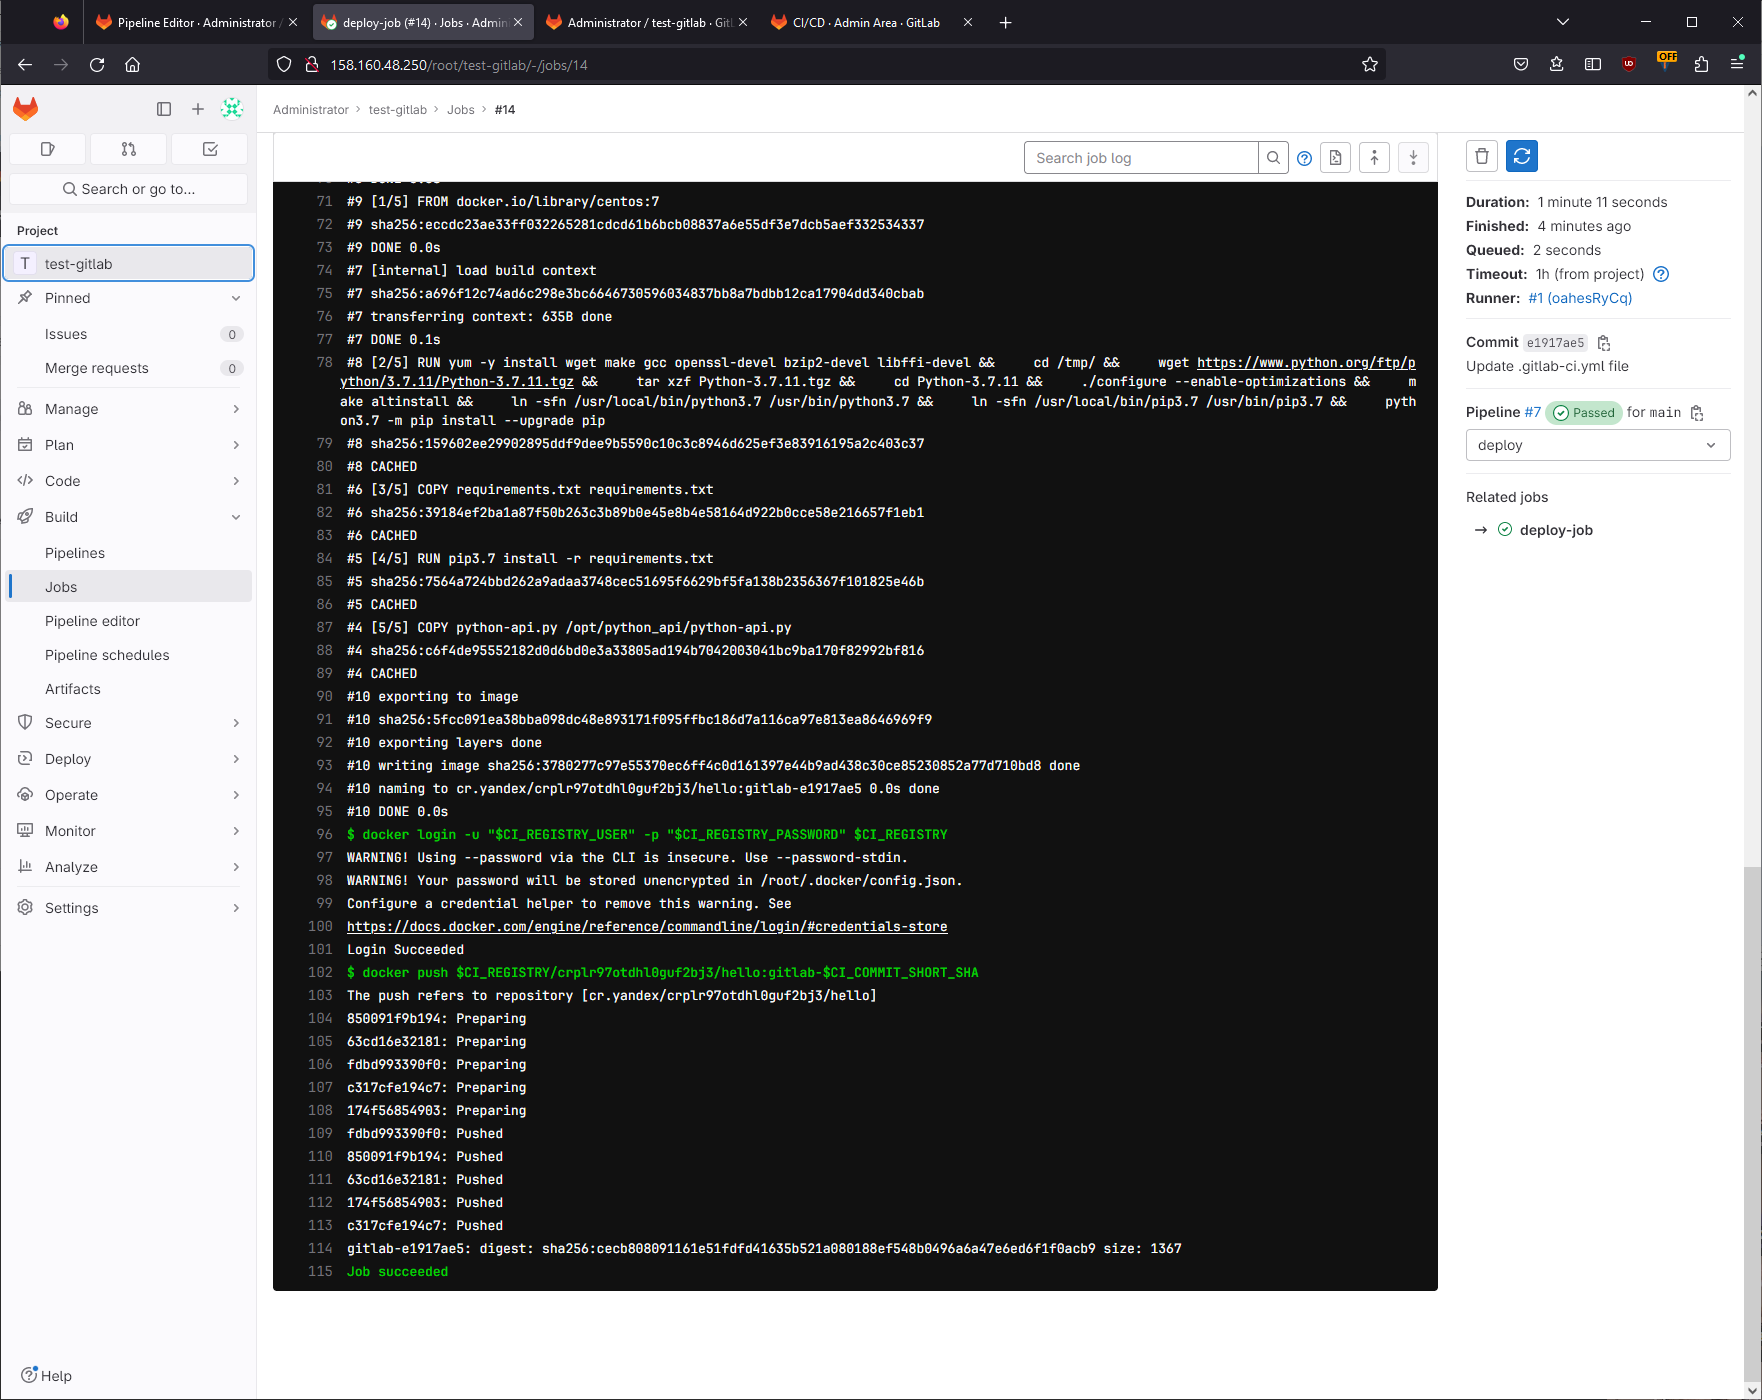 Pipeline Editor · Administrator /
deploy-job (#14) · Jobs · Admin
Administrator / test-gitlab · GitL
CI/CD · Admin Area · GitLab
158.160.48.250/root/test-gitlab/-/jobs/14
OFF
Search or go to...
Project
T test-gitlab
Pinned
Issues 0
Merge requests 0
Manage
Plan
Code
Build
Pipelines
Jobs
Pipeline editor
Pipeline schedules
Artifacts
Secure
Deploy
Operate
Monitor
Analyze
Settings
Help
Administrator > test-gitlab > Jobs > #14
Search job log
71 #9 [1/5] FROM docker.io/library/centos:7
72 #9 sha256:eccdc23ae33ff032265281cdcd61b6bcb08837a6e55df3e7dcb5aef332534337
73 #9 DONE 0.0s
74 #7 [internal] load build context
75 #7 sha256:a696f12c74ad6c298e3bc6646730596034837bb8a7bdbb12ca17904dd340cbab
76 #7 transferring context: 635B done
77 #7 DONE 0.1s
78 #8 [2/5] RUN yum -y install wget make gcc openssl-devel bzip2-devel libffi-devel && cd /tmp/ && wget https://www.python.org/ftp/p
ython/3.7.11/Python-3.7.11.tgz && tar xzf Python-3.7.11.tgz && cd Python-3.7.11 && ./configure --enable-optimizations && m
ake altinstall && ln -sfn /usr/local/bin/python3.7 /usr/bin/python3.7 && ln -sfn /usr/local/bin/pip3.7 /usr/bin/pip3.7 && pyth
on3.7 -m pip install --upgrade pip
79 #8 sha256:159602ee29902895ddf9dee9b5590c10c3c8946d625ef3e83916195a2c403c37
80 #8 CACHED
81 #6 [3/5] COPY requirements.txt requirements.txt
82 #6 sha256:39184ef2ba1a87f50b263c3b89b0e45e8b4e58164d922b0cce58e216657f1eb1
83 #6 CACHED
84 #5 [4/5] RUN pip3.7 install -r requirements.txt
85 #5 sha256:7564a724bbd262a9adaa3748cec51695f6629bf5fa138b2356367f101825e46b
86 #5 CACHED
87 #4 [5/5] COPY python-api.py /opt/python_api/python-api.py
88 #4 sha256:c6f4de95552182d0d6bd0e3a33805ad194b7042003041bc9ba170f82992bf816
89 #4 CACHED
90 #10 exporting to image
91 #10 sha256:5fcc091ea38bba098dc48e893171f095ffbc186d7a116ca97e813ea8646969f9
92 #10 exporting layers done
93 #10 writing image sha256:3780277c97e55370ec6ff4c0d161397e44b9ad438c30ce85230852a77d710bd8 done
94 #10 naming to cr.yandex/crplr97otdhl0guf2bj3/hello:gitlab-e1917ae5 0.0s done
95 #10 DONE 0.0s
96 $ docker login -u "$CI_REGISTRY_USER" -p "$CI_REGISTRY_PASSWORD" $CI_REGISTRY
97 WARNING! Using --password via the CLI is insecure. Use --password-stdin.
98 WARNING! Your password will be stored unencrypted in /root/.docker/config.json.
99 Configure a credential helper to remove this warning. See
100 https://docs.docker.com/engine/reference/commandline/login/#credentials-store
101 Login Succeeded
102 $ docker push $CI_REGISTRY/crplr97otdhl0guf2bj3/hello:gitlab-$CI_COMMIT_SHORT_SHA
103 The push refers to repository [cr.yandex/crplr97otdhl0guf2bj3/hello]
104 850091f9b194: Preparing
105 63cd16e32181: Preparing
106 fdbd993390f0: Preparing
107 c317cfe194c7: Preparing
108 174f56854903: Preparing
109 fdbd993390f0: Pushed
110 850091f9b194: Pushed
111 63cd16e32181: Pushed
112 174f56854903: Pushed
113 c317cfe194c7: Pushed
114 gitlab-e1917ae5: digest: sha256:cecb808091161e51fdfd41635b521a080188ef548b0496a6a47e6ed6f1f0acb9 size: 1367
115 Job succeeded
Duration: 1 minute 11 seconds
Finished: 4 minutes ago
Queued: 2 seconds
Timeout: 1h (from project)
Runner: #1 (oahesRyCq)
Commit e1917ae5
Update .gitlab-ci.yml file
Pipeline #7 Passed for main
deploy
Related jobs
→ deploy-job